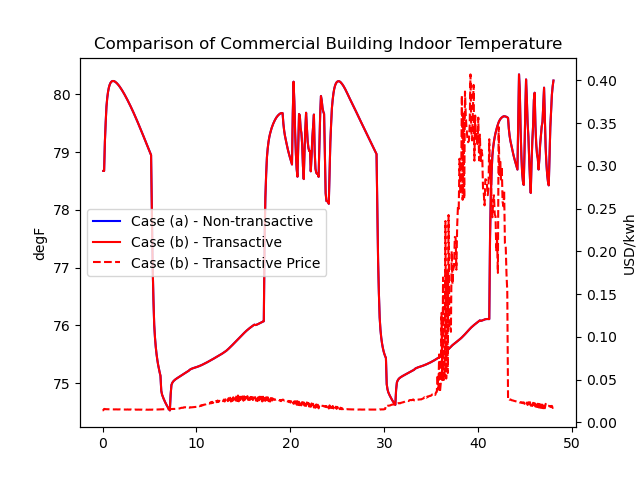 Comparison of Commercial Building Indoor Temperature
80
79
78
77
76
75
degF
0.40
0.35
0.30
0.25
0.20
0.15
0.10
0.05
0.00
USD/kwh
Case (a) - Non-transactive
Case (b) - Transactive
Case (b) - Transactive Price
0 10 20 30 40 50